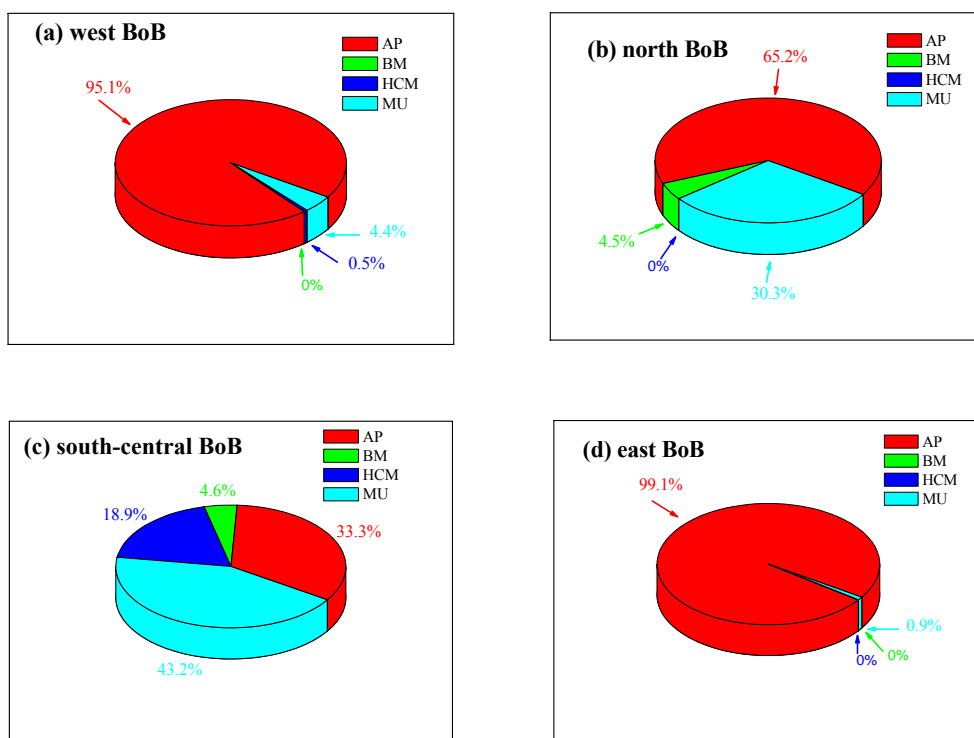 (a) west BoB
AP
BM
HCM
MU
95.1%
4.4%
0.5%
0%
(b) north BoB
AP
BM
HCM
MU
65.2%
4.5%
0%
30.3%
(c) south-central BoB
AP
BM
HCM
MU
4.6%
18.9%
33.3%
43.2%
(d) east BoB
AP
BM
HCM
MU
99.1%
0.9%
0%
0%